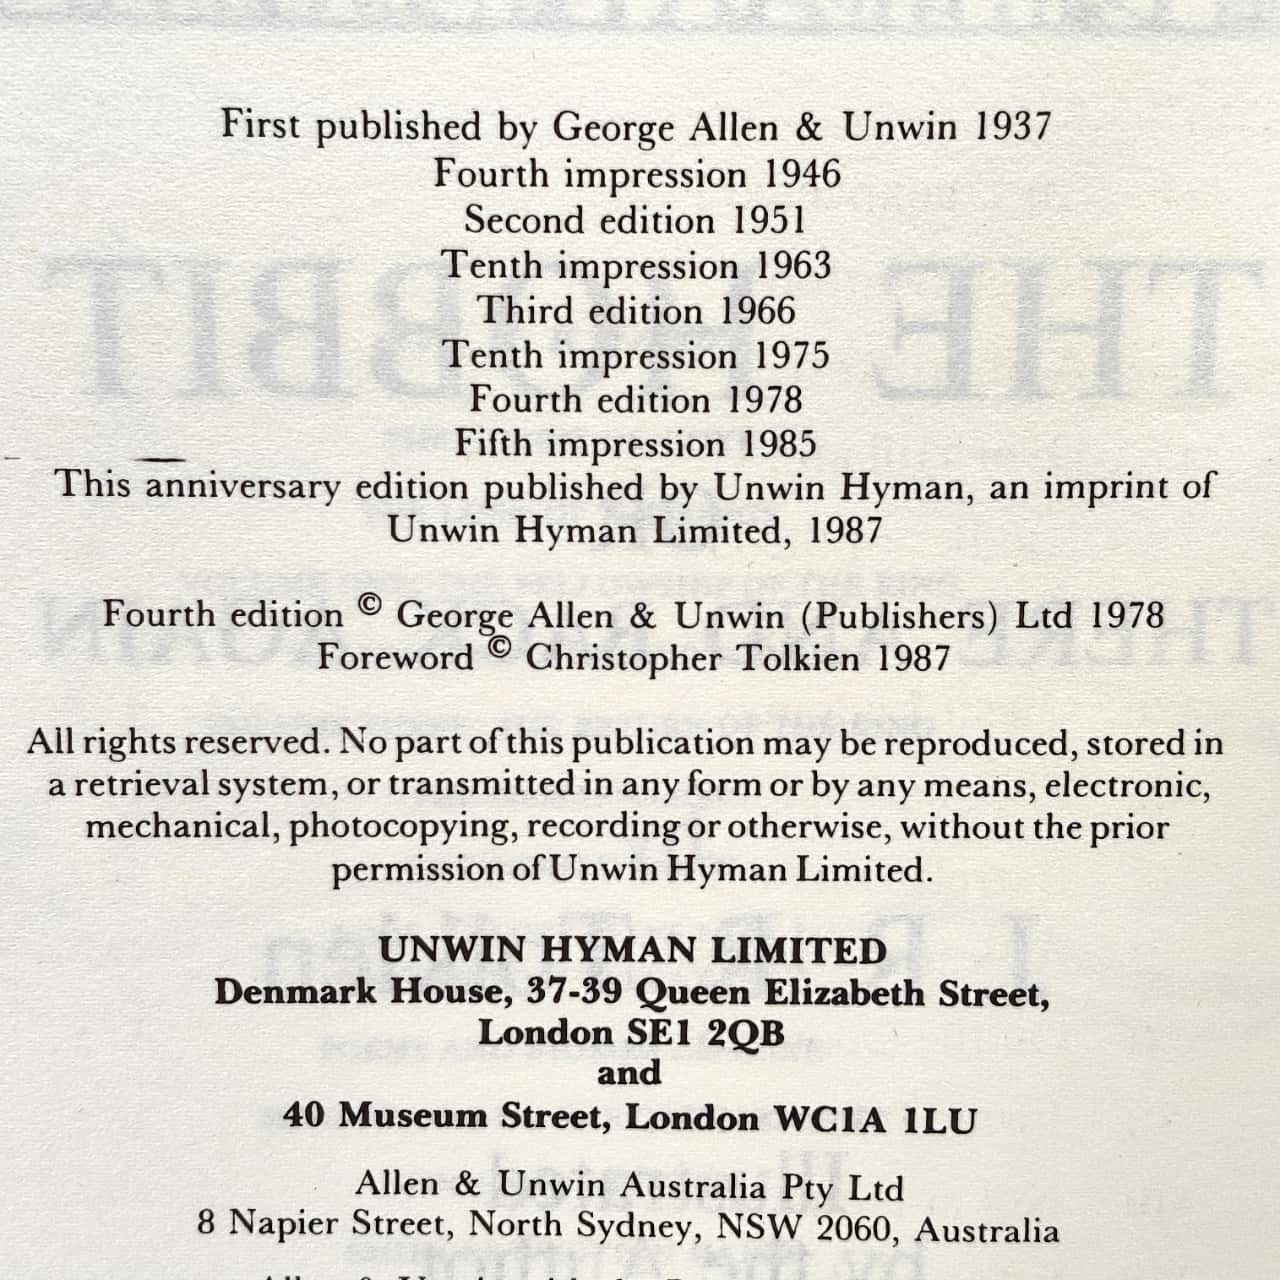 First published by George Allen & Unwin 1937
Fourth impression 1946
Second edition 1951
Tenth impression 1963
Third edition 1966
Tenth impression 1975
Fourth edition 1978
Fifth impression 1985
This anniversary edition published by Unwin Hyman, an imprint of
Unwin Hyman Limited, 1987
Fourth edition © George Allen & Unwin (Publishers) Ltd 1978
Foreword © Christopher Tolkien 1987
All rights reserved. No part of this publication may be reproduced, stored in
a retrieval system, or transmitted in any form or by any means, electronic,
mechanical, photocopying, recording or otherwise, without the prior
permission of Unwin Hyman Limited.
UNWIN HYMAN LIMITED
Denmark House, 37-39 Queen Elizabeth Street,
London SE1 2QB
and
40 Museum Street, London WC1A 1LU
Allen & Unwin Australia Pty Ltd
8 Napier Street, North Sydney, NSW 2060, Australia